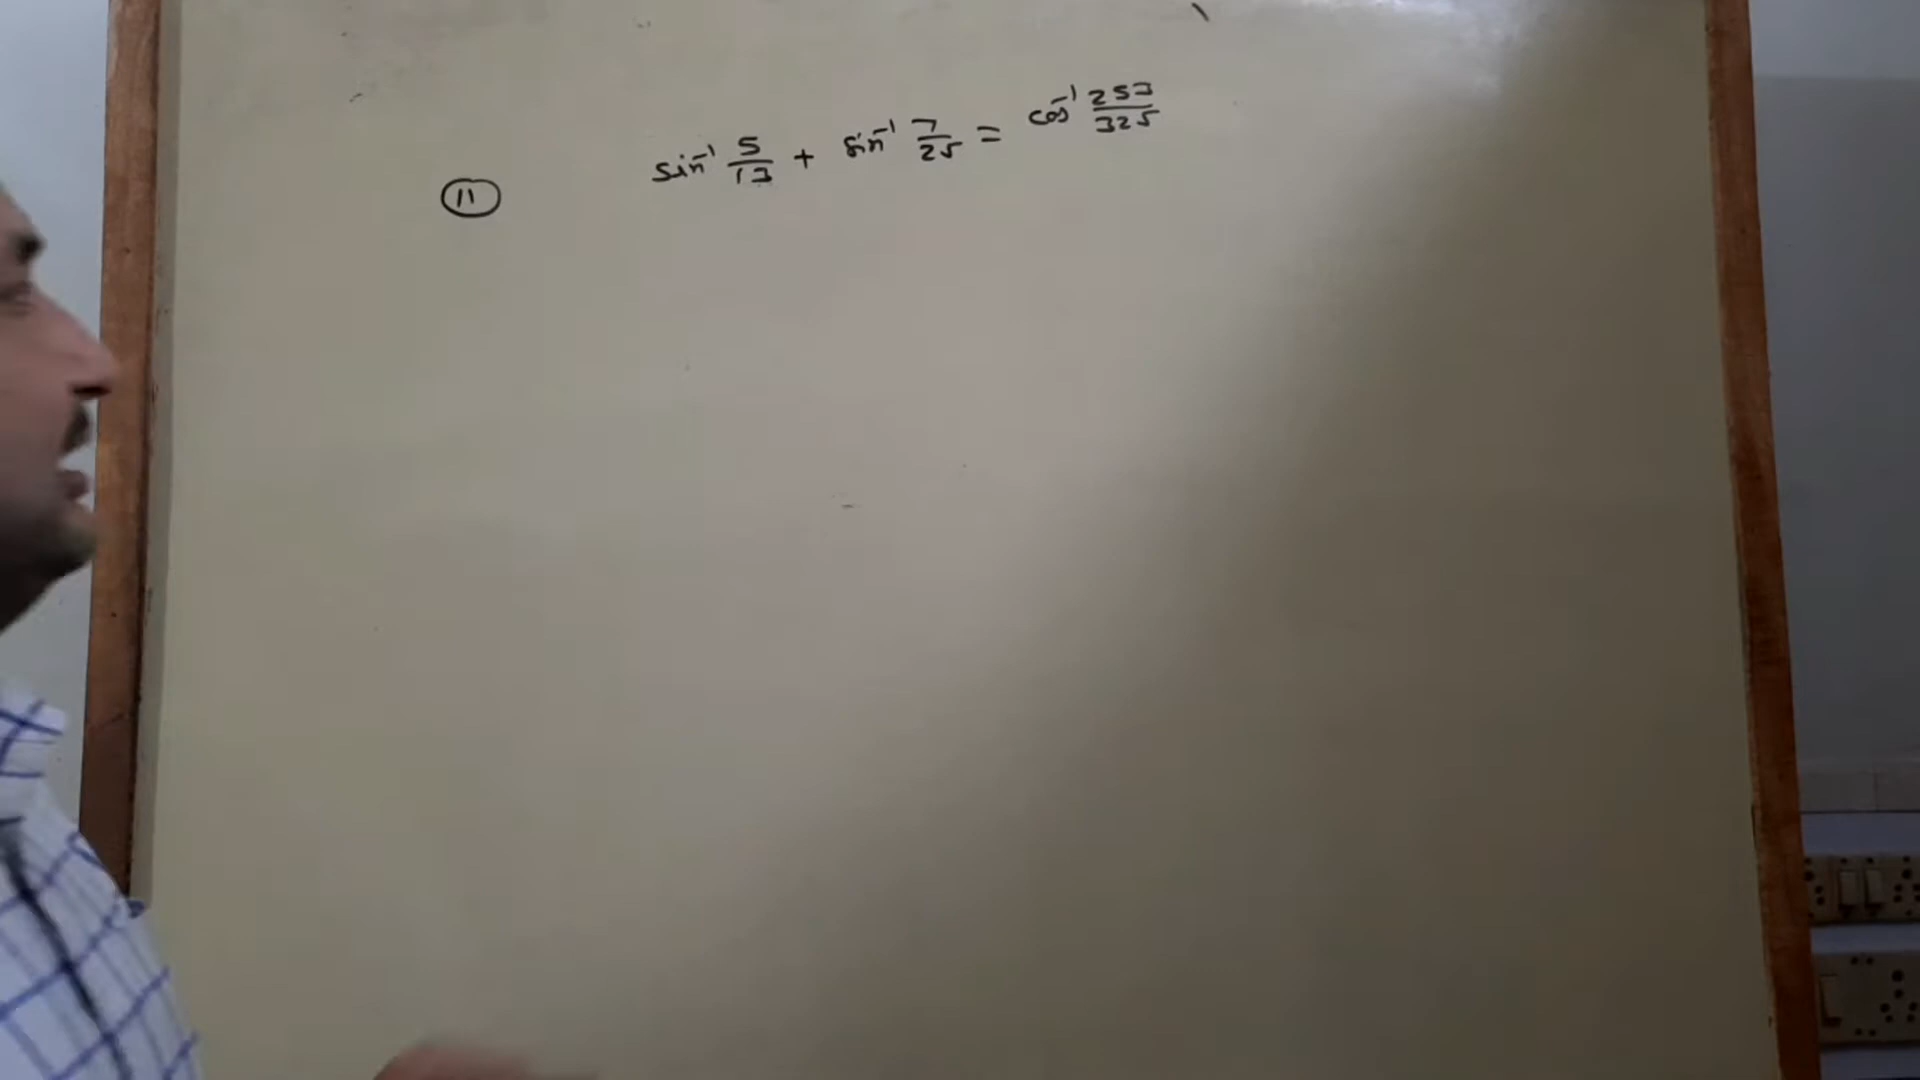 ⑪ sin⁻¹ 5/13 + sin⁻¹ 7/25 = cos⁻¹ 253/325